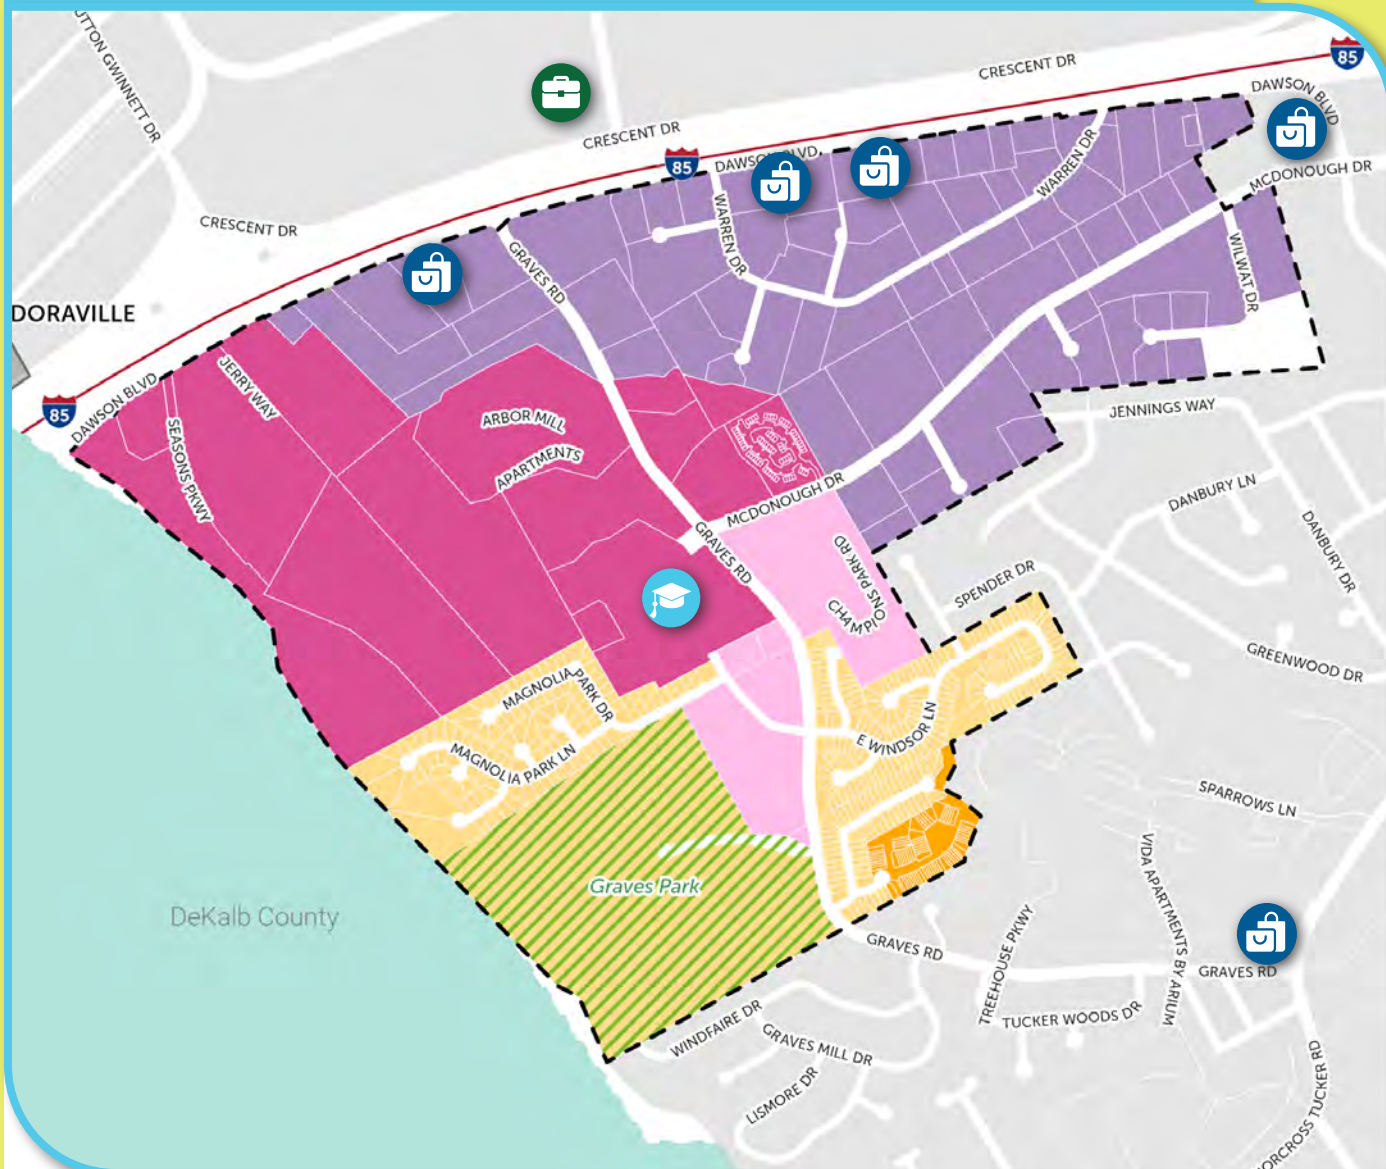 85
CRESCENT DR
DAWSON BLVD
CRESCENT DR
85
DAWSON BLVD
MCDONOUGH DR
WARREN DR
CRESCENT DR
WARREN DR
GRAVES RD
WILWAT DR
DORAVILLE
JERRY WAY
DAWSON BLVD
85
SEASONS PKWY
ARBOR MILL
APARTMENTS
JENNINGS WAY
MCDONOUGH DR
DANBURY LN
DANBURY DR
GRAVES RD
CHAMPIONS PARK RD
SPENDER DR
GREENWOOD DR
MAGNOLIA
PARK DR
MAGNOLIA PARK LN
E WINDSOR LN
SPARROWS LN
VIDA APARTMENTS BY ARIUM
Graves Park
DeKalb County
GRAVES RD
TREEHOUSE PKWY
GRAVES RD
TUCKER WOODS DR
WINDFAIRE DR
GRAVES MILL DR
LISMORE DR
TUCKER RD
GWINNETT DR